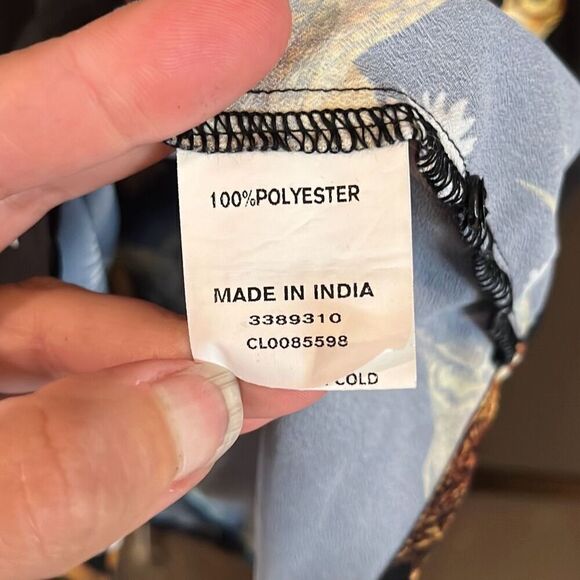 100%POLYESTER
MADE IN INDIA
3389310
CL0085598
COLD